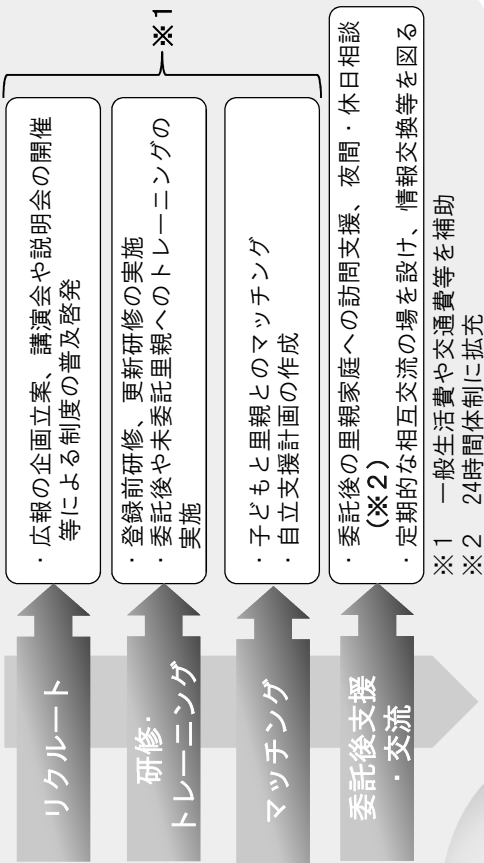 リクルート
・広報の企画立案、講演会や説明会の開催
等による制度の普及啓発
研修・
トレーニング
・登録前研修、更新研修の実施
・委託後や未委託里親へのトレーニングの
実施
マッチング
・子どもと里親とのマッチング
・自立支援計画の作成
※1
委託後支援
・交流
・委託後の里親家庭への訪問支援、夜間・休日相談
(※2)
・定期的な相互交流の場を設け、情報交換等を図る
※1 一般生活費や交通費等を補助
※2 24時間体制に拡充